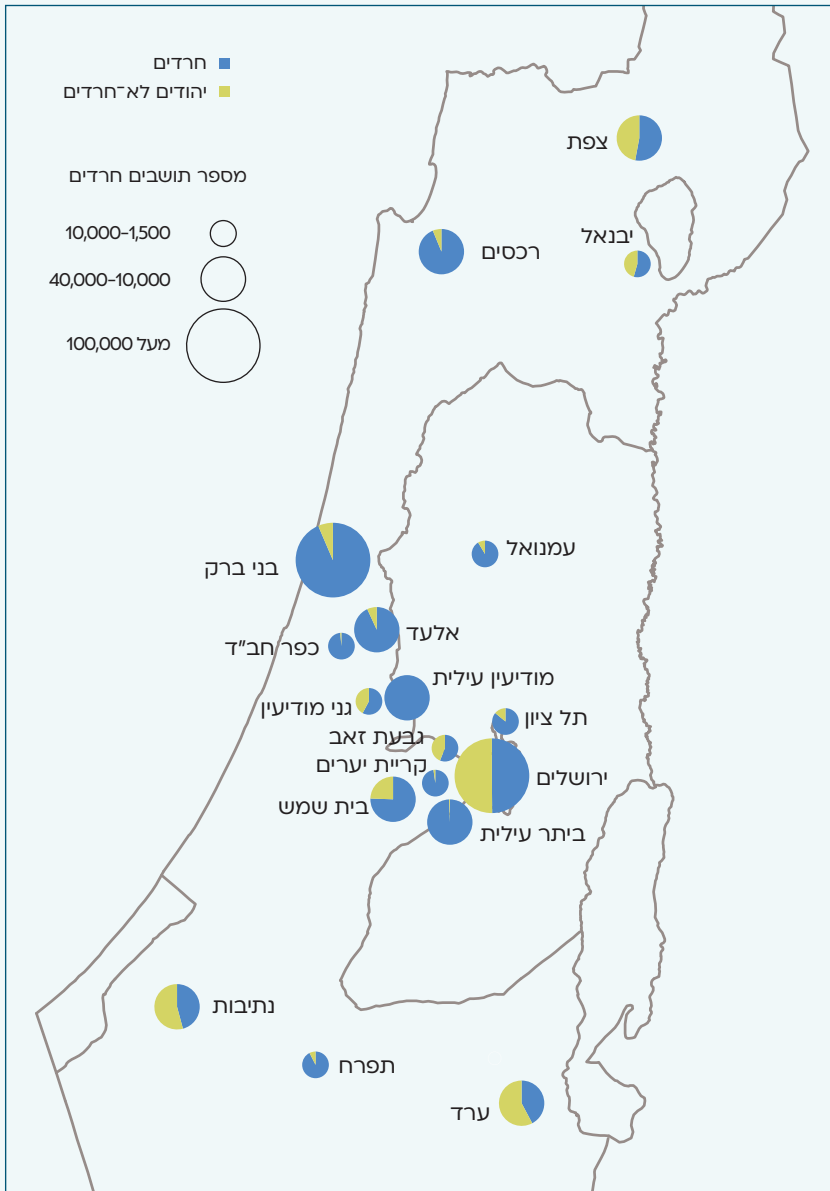 חרדים
יהודים לא־חרדים
מספר תושבים חרדים
10,000-1,500
40,000-10,000
מעל 100,000
צפת
יבנאל
רכסים
עמנואל
בני ברק
אלעד
כפר חב"ד
מודיעין עילית
גני מודיעין
תל ציון
גבעת זאב
קריית יערים
ירושלים
בית שמש
ביתר עילית
נתיבות
תפרח
ערד